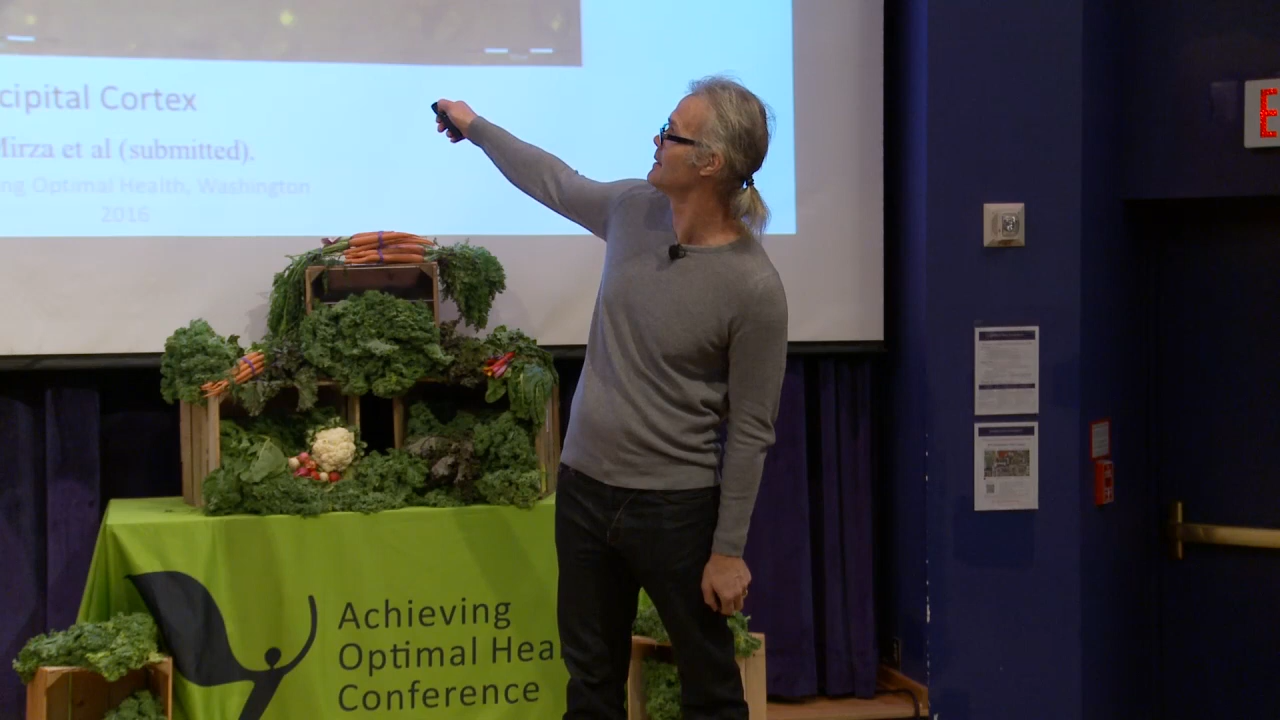 cipital Cortex
Mirza et al (submitted).
ng Optimal Health, Washington
2016
E
Achieving
Optimal Hea
Conference